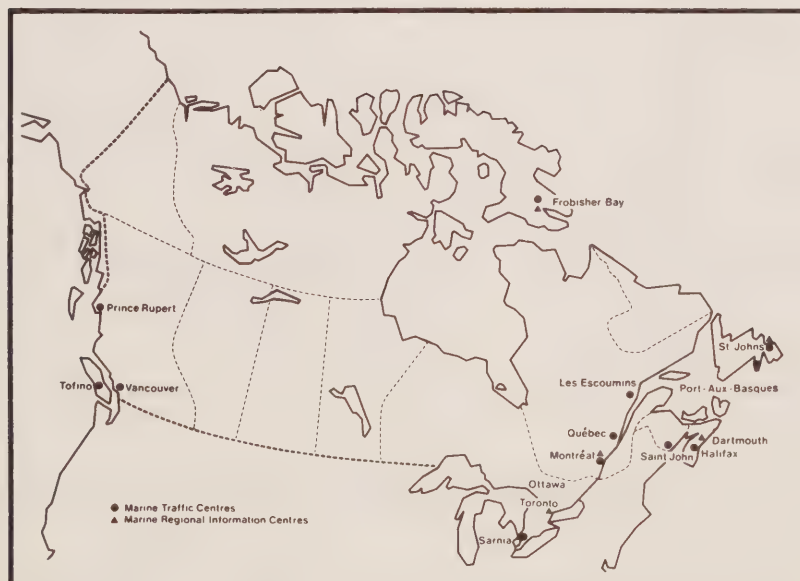 Frobisher Bay
Prince Rupert
St Johns
Tofino
Vancouver
Les Escoumins
Port-Aux-Basques
Québec
Dartmouth
Montréal
Saint John
Halifax
Ottawa
Toronto
Sarnia
Marine Traffic Centres
Marine Regional Information Centres